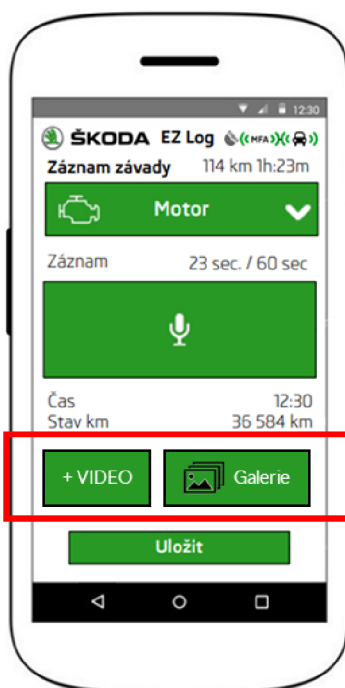 12:30
ŠKODA EZ Log ((MFA))((
))
Záznam závady 114 km 1h:23m
Motor
Záznam 23 sec. / 60 sec
Čas 12:30
Stav km 36 584 km
+ VIDEO Galerie
Uložit